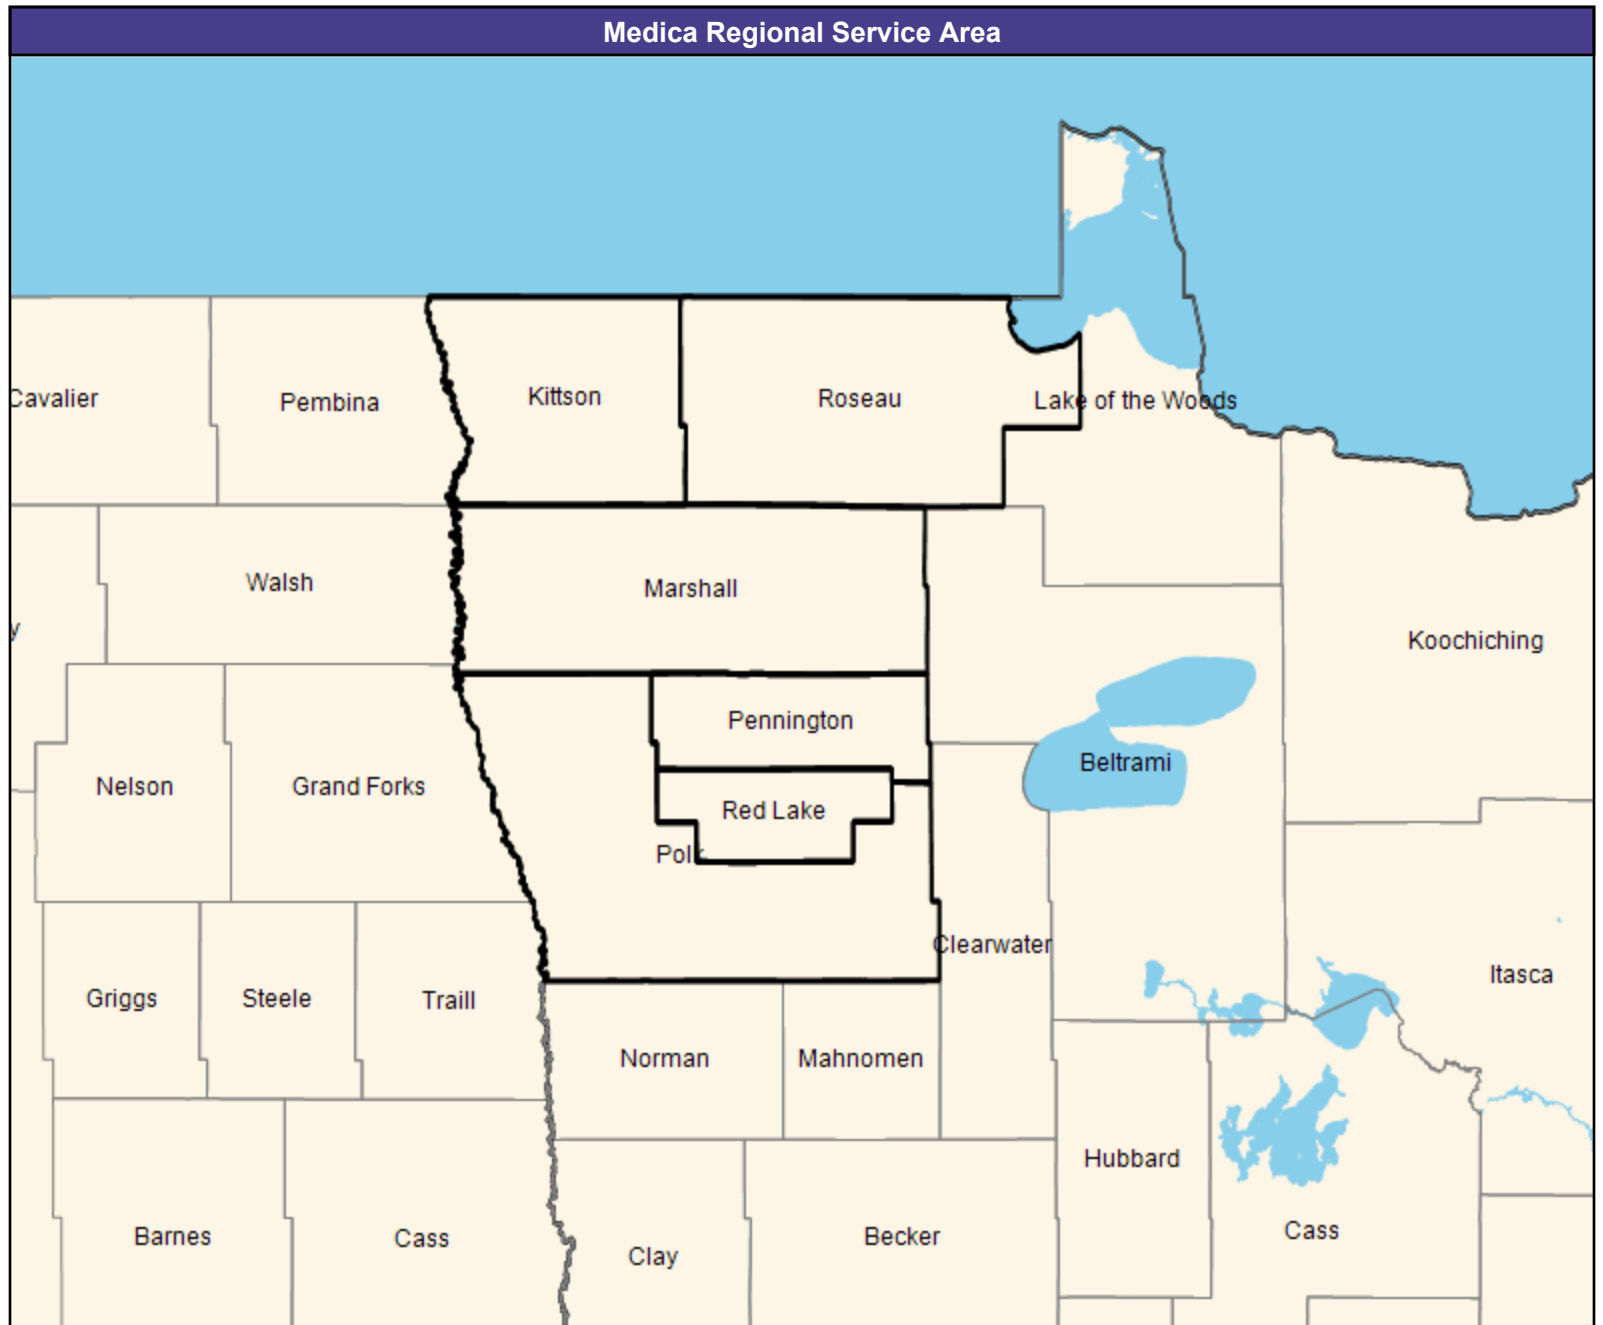 Medica Regional Service Area
Cavalier
Pembina
Kittson
Roseau
Lake of the Woods
Walsh
Marshall
y
Koochiching
Pennington
Beltrami
Nelson
Grand Forks
Red Lake
Polk
Clearwater
Itasca
Griggs
Steele
Traill
Norman
Mahnomen
Hubbard
Barnes
Cass
Clay
Becker
Cass